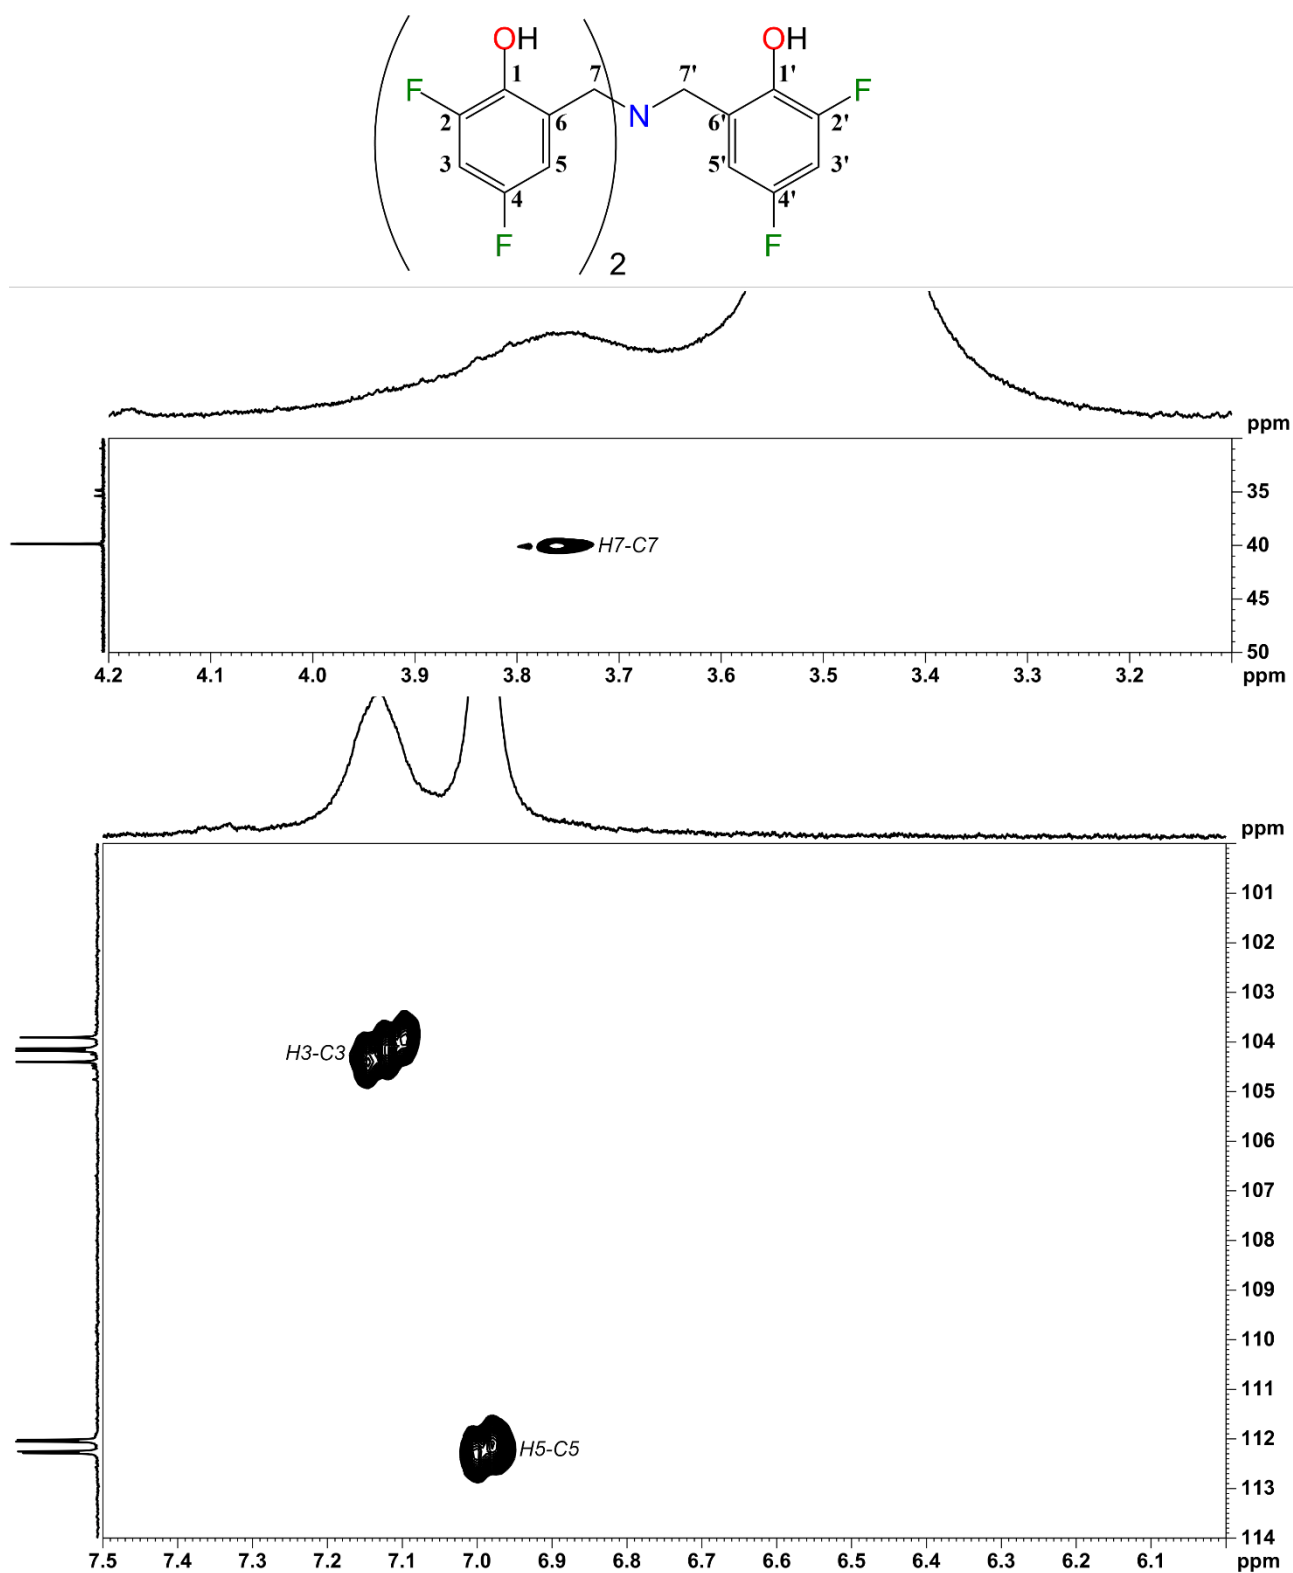 OH OH
1 7 7' 1'
F N F
2 6 6' 2'
3 5 5' 3'
4 4'
F F
2
ppm
35
40
H7-C7
45
50
4.2 4.1 4.0 3.9 3.8 3.7 3.6 3.5 3.4 3.3 3.2 ppm
ppm
101
102
103
104
H3-C3
105
106
107
108
109
110
111
112
H5-C5
113
114
7.5 7.4 7.3 7.2 7.1 7.0 6.9 6.8 6.7 6.6 6.5 6.4 6.3 6.2 6.1 ppm